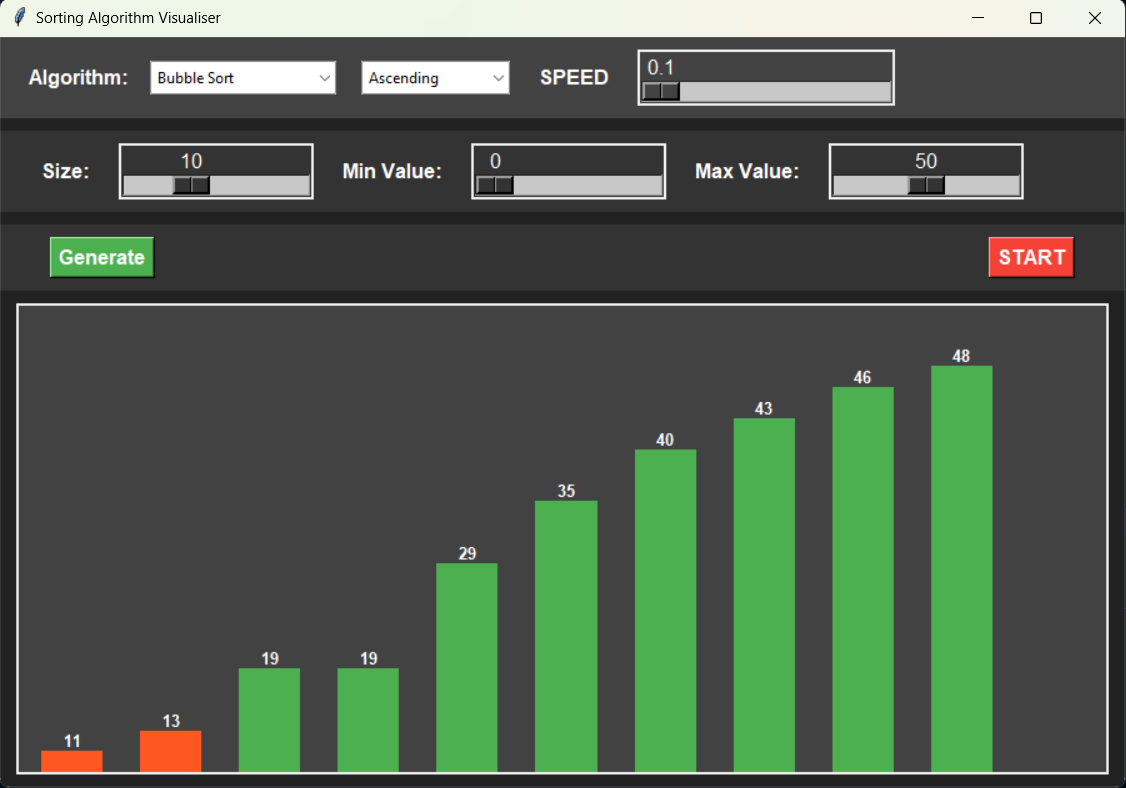 Sorting Algorithm Visualiser
Algorithm: Bubble Sort Ascending SPEED 0.1
Size: 10 Min Value: 0 Max Value: 50
Generate START
48
46
43
40
35
29
19 19
13
11